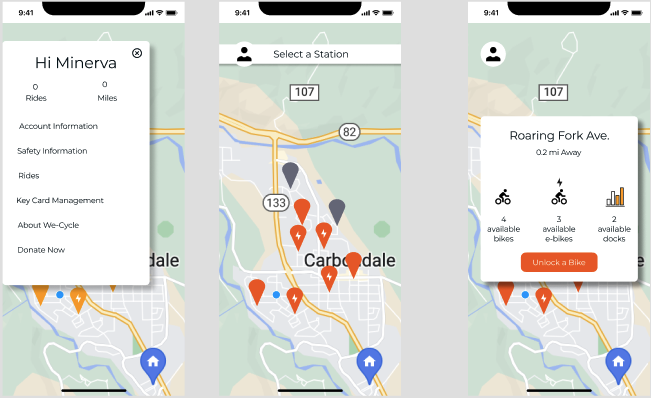 9:41
Hi Minerva
0
Rides
0
Miles
Account Information
Safety Information
Rides
Key Card Management
About We-Cycle
Donate Now
dale
9:41
Select a Station
107
82
133
Carbondale
9:41
107
Roaring Fork Ave.
0.2 mi Away
4
available
bikes
3
available
e-bikes
2
available
docks
Unlock a Bike
dale